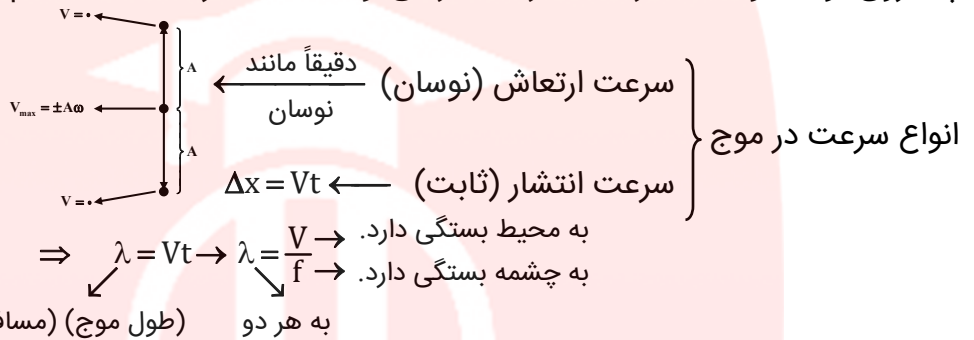 انواع سرعت در موج
سرعت ارتعاش (نوسان) دقیقاً مانند نوسان
V = ۰
A
V_max = ±Aω
A
V = ۰
سرعت انتشار (ثابت) ← Δx = Vt
⇒ λ = Vt → λ = V/f
V → به محیط بستگی دارد.
f → به چشمه بستگی دارد.
(طول موج) به هر دو